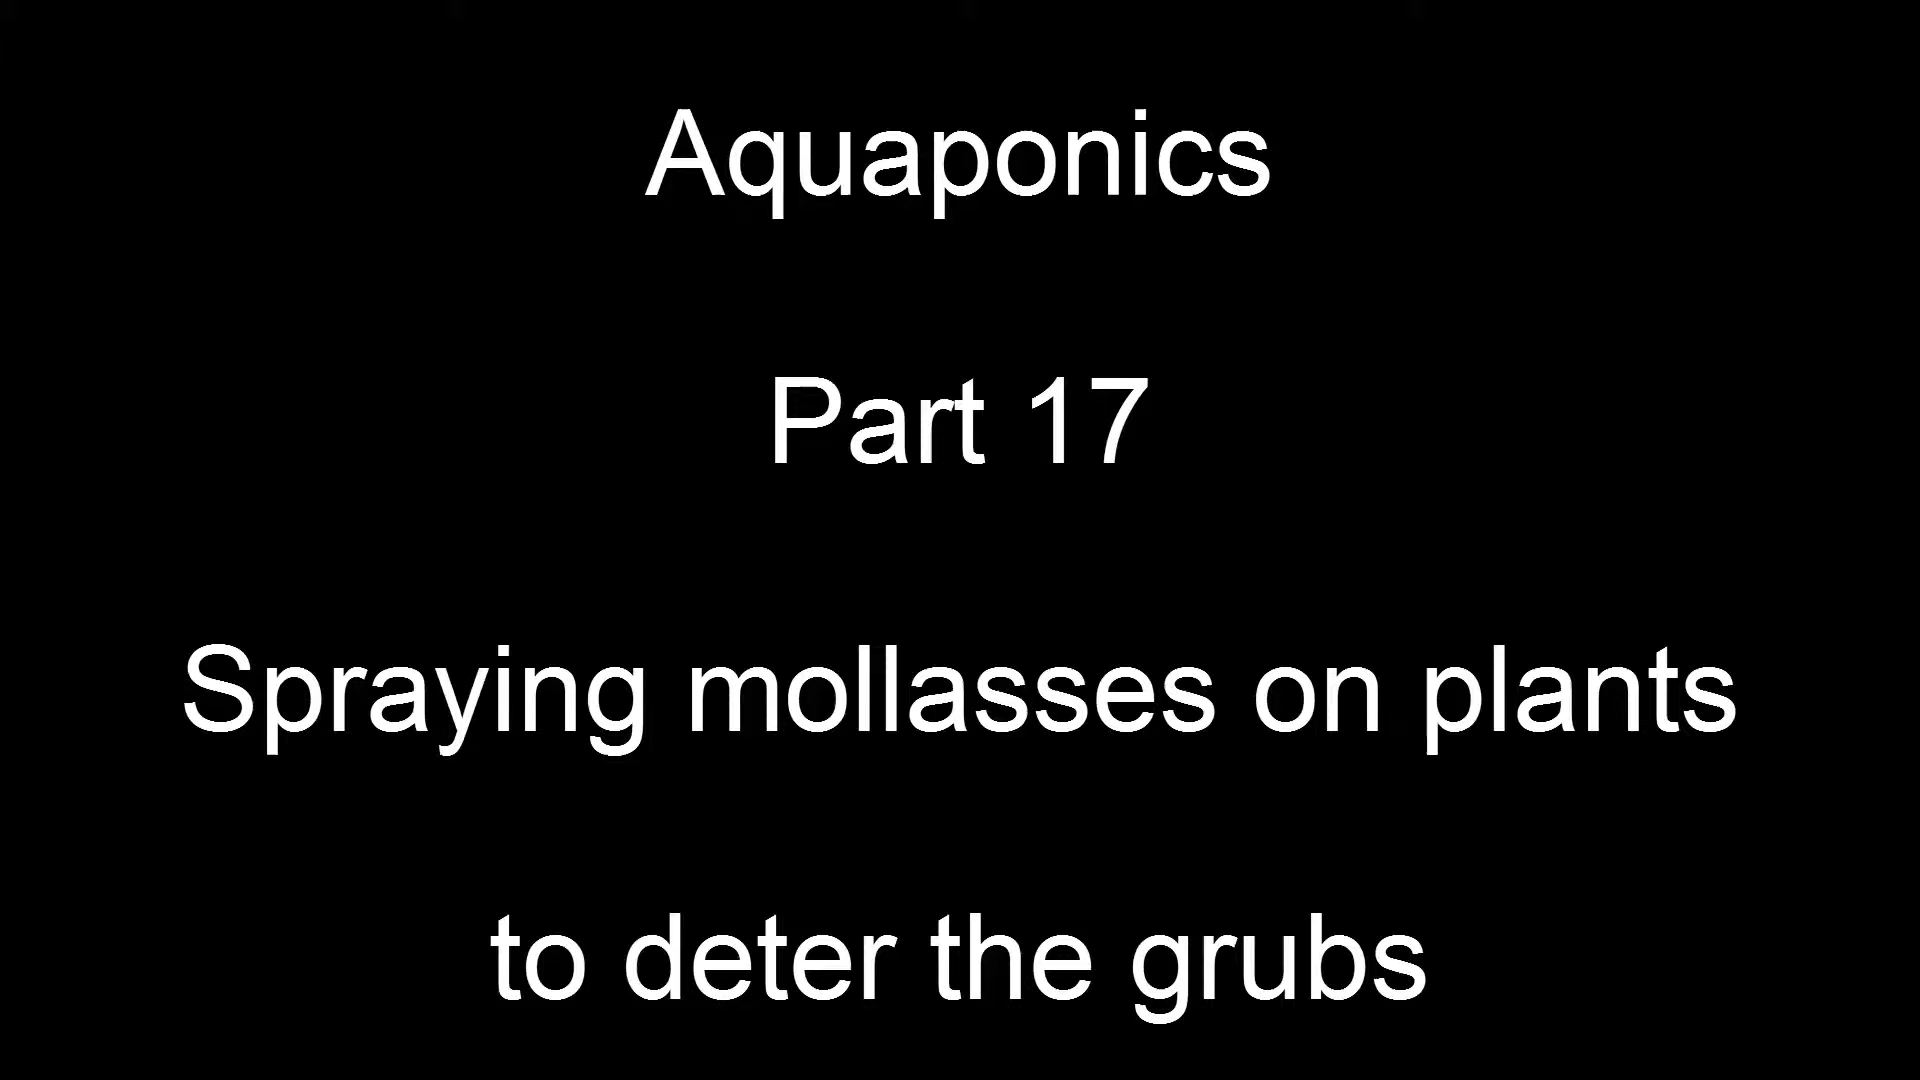 Aquaponics
Part 17
Spraying mollasses on plants
to deter the grubs